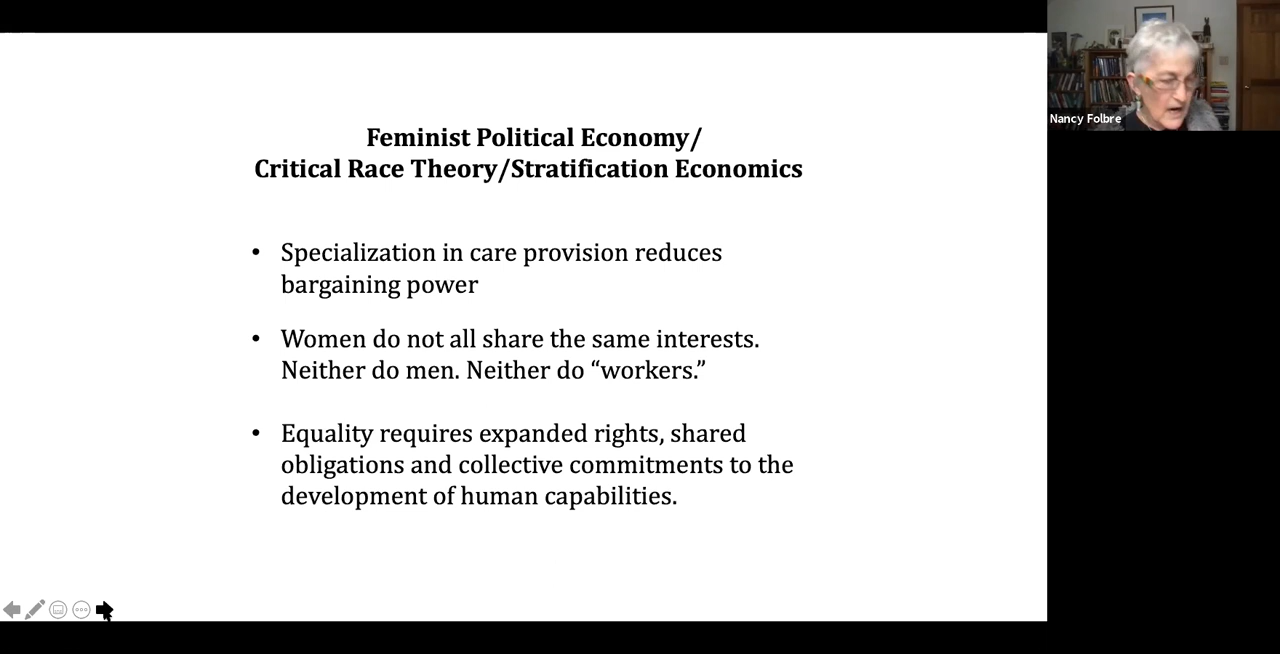 Feminist Political Economy/
Critical Race Theory/Stratification Economics
• Specialization in care provision reduces
bargaining power
• Women do not all share the same interests.
Neither do men. Neither do “workers.”
• Equality requires expanded rights, shared
obligations and collective commitments to the
development of human capabilities.
Nancy Folbre